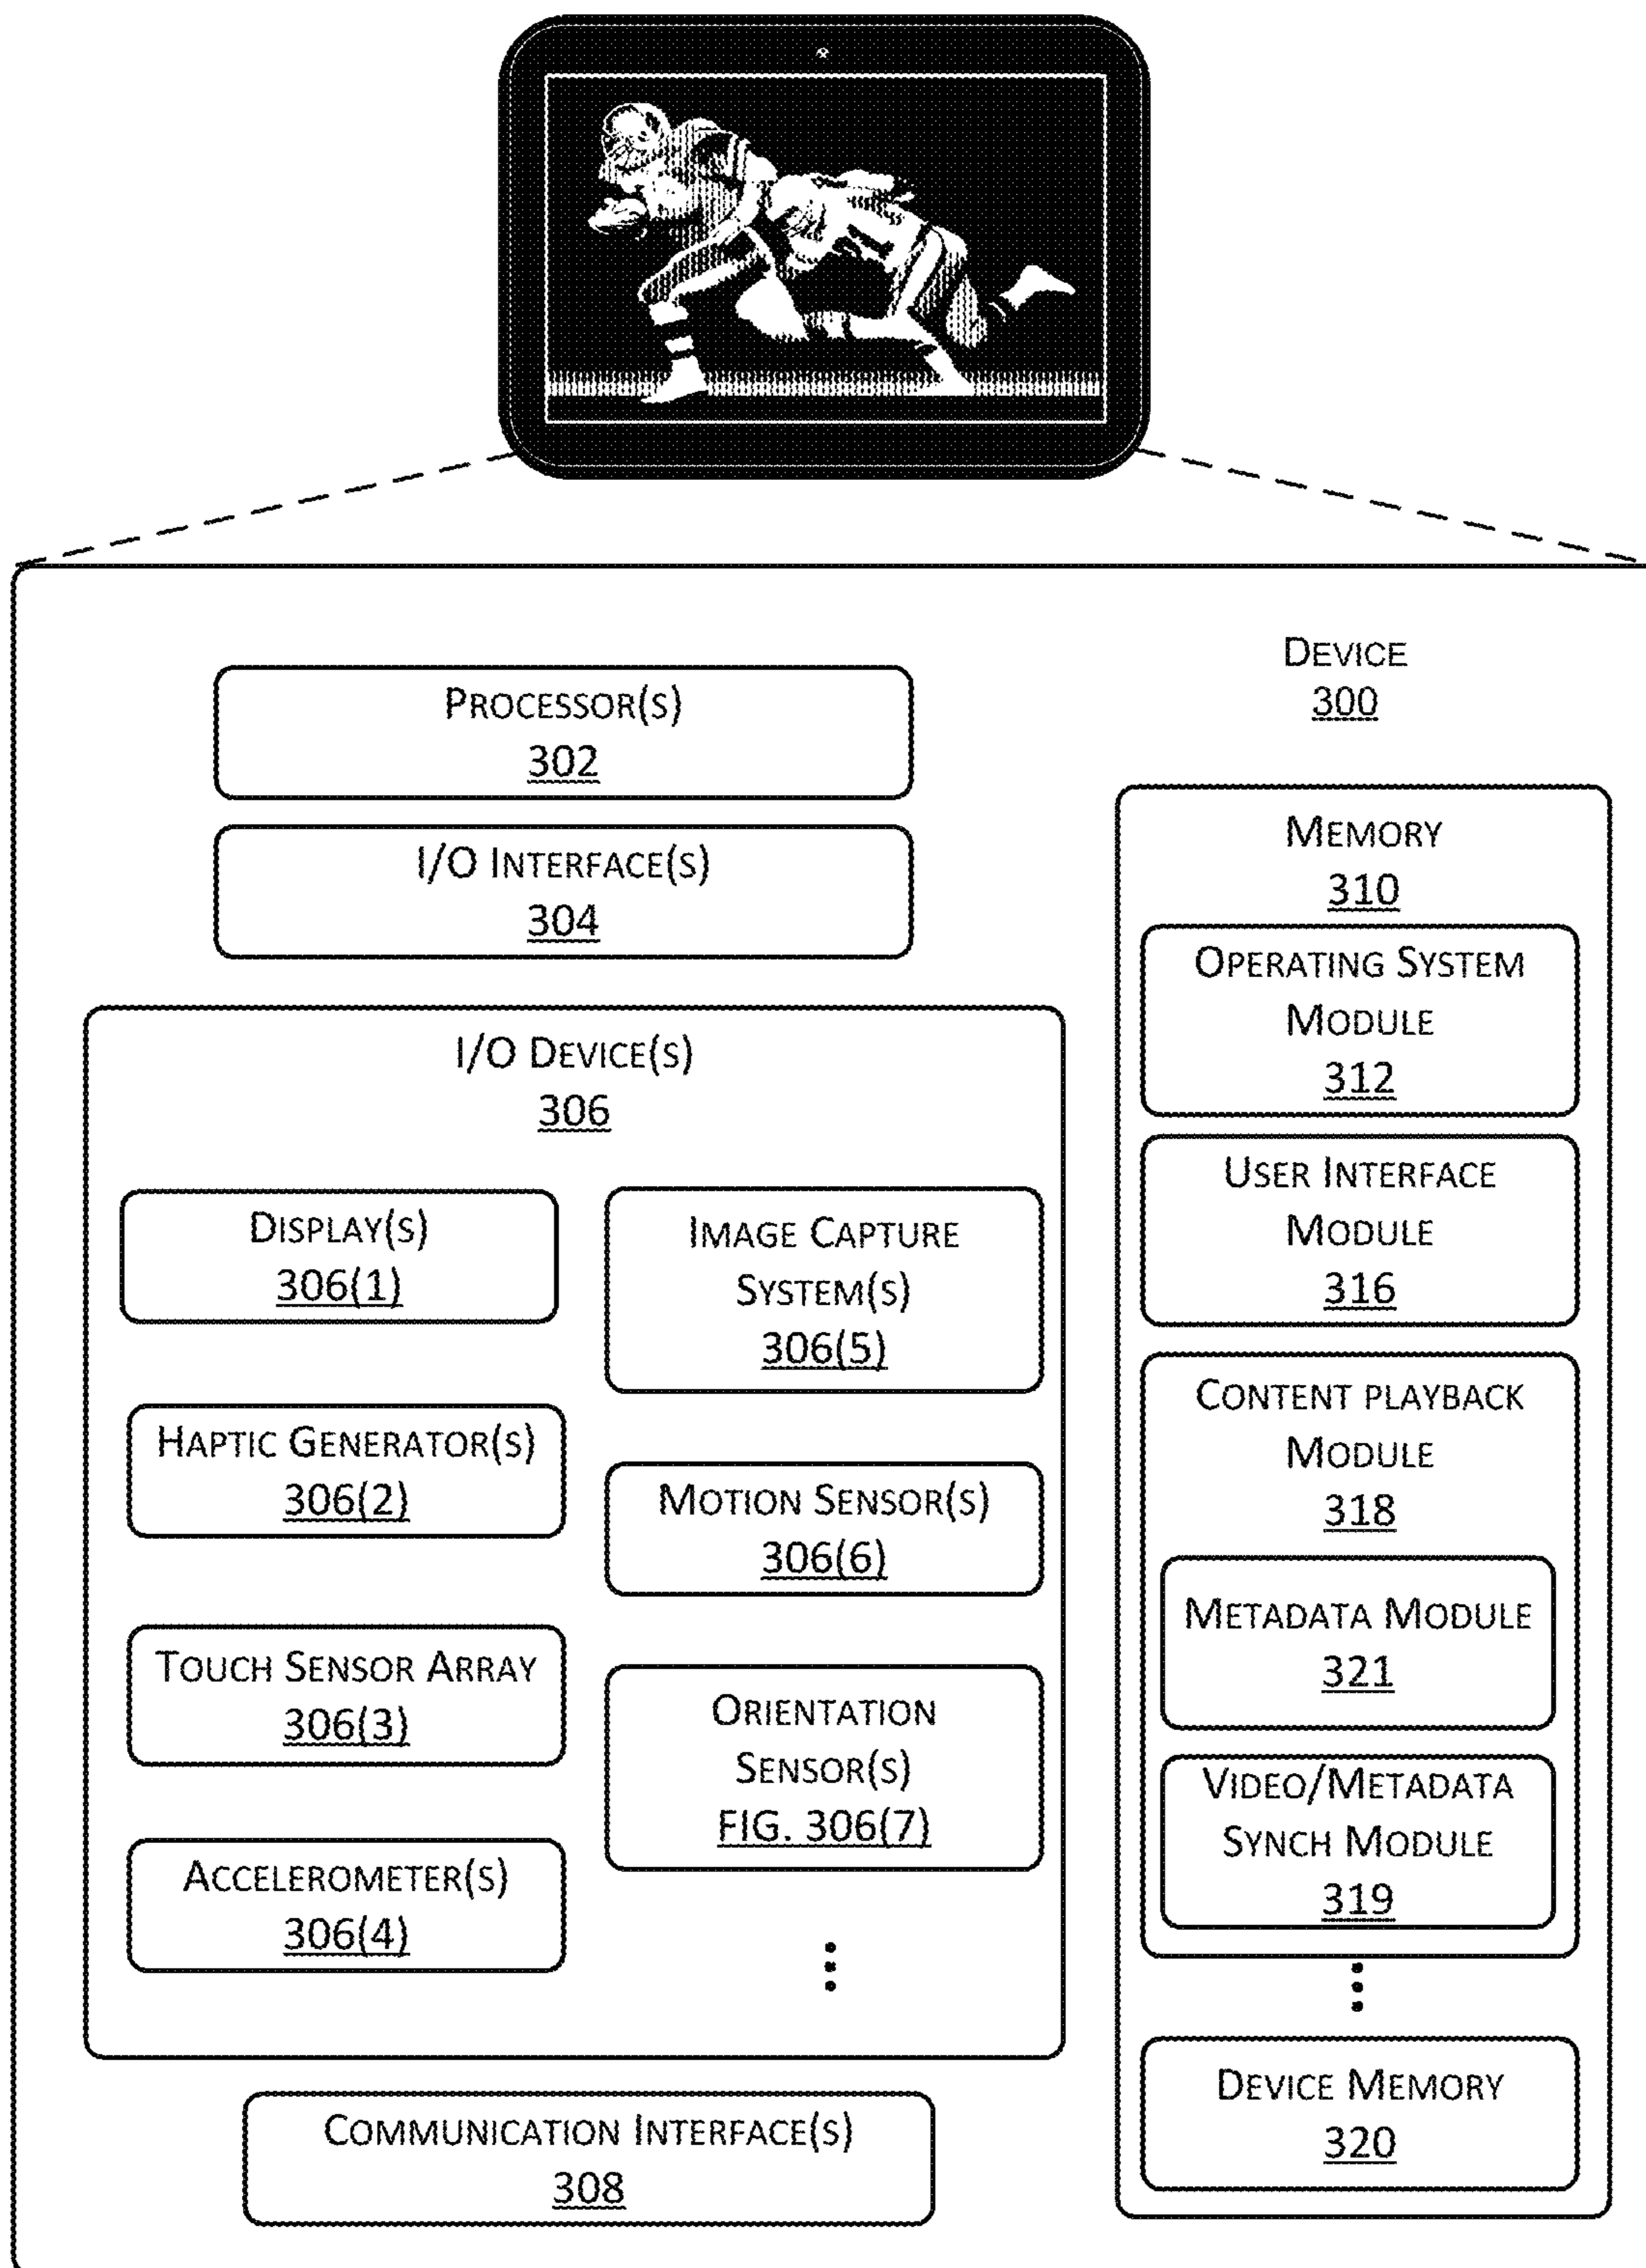 21
DEVICE
300
PROCESSOR(S)
302
I/O INTERFACE(S)
304
I/O DEVICE(S)
306
DISPLAY(S)
306(1)
HAPTIC GENERATOR(S)
306(2)
TOUCH SENSOR ARRAY
306(3)
ACCELEROMETER(S)
306(4)
IMAGE CAPTURE
SYSTEM(S)
306(5)
MOTION SENSOR(S)
306(6)
ORIENTATION
SENSOR(S)
FIG. 306(7)
COMMUNICATION INTERFACE(S)
308
MEMORY
310
OPERATING SYSTEM
MODULE
312
USER INTERFACE
MODULE
316
CONTENT PLAYBACK
MODULE
318
METADATA MODULE
321
VIDEO/METADATA
SYNCH MODULE
319
DEVICE MEMORY
320